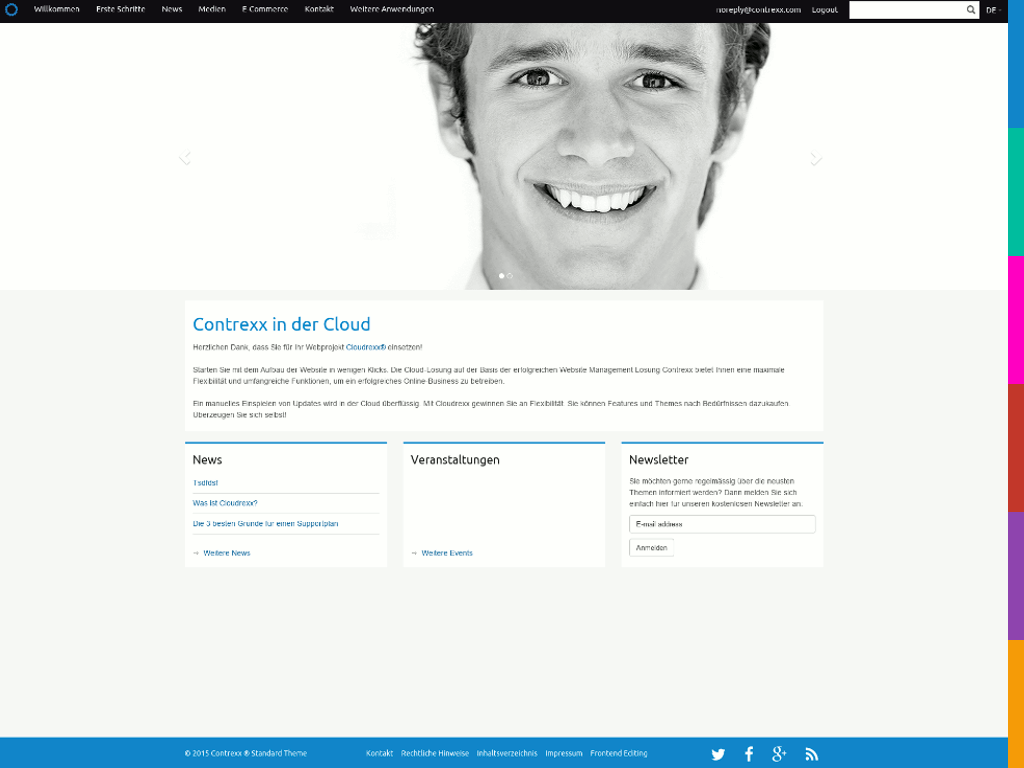 Willkommen Erste Schritte News Medien E-Commerce Kontakt Weitere Anwendungen noreply@contrexx.com Logout DE
Contrexx in der Cloud
Herzlichen Dank, dass Sie für Ihr Webprojekt Cloudrexx® einsetzen!
Starten Sie mit dem Aufbau der Website in wenigen Klicks. Die Cloud-Lösung auf der Basis der erfolgreichen Website Management Lösung Contrexx bietet Ihnen eine maximale
Flexibilität und umfangreiche Funktionen, um ein erfolgreiches Online-Business zu betreiben.
Ein manuelles Einspielen von Updates wird in der Cloud überflüssig. Mit Cloudrexx gewinnen Sie an Flexibilität. Sie können Features und Themes nach Bedürfnissen dazukaufen.
Überzeugen Sie sich selbst!
News
Was ist Cloudrexx?
Die 3 besten Gründe für einen Supportplan
→ Weitere News
Veranstaltungen
→ Weitere Events
Newsletter
Sie möchten gerne regelmässig über die neusten
Themen informiert werden? Dann melden Sie sich
einfach hier für unseren kostenlosen Newsletter an.
E-mail address
Anmelden
© 2015 Contrexx ® Standard Theme Kontakt Rechtliche Hinweise Inhaltsverzeichnis Impressum Frontend Editing